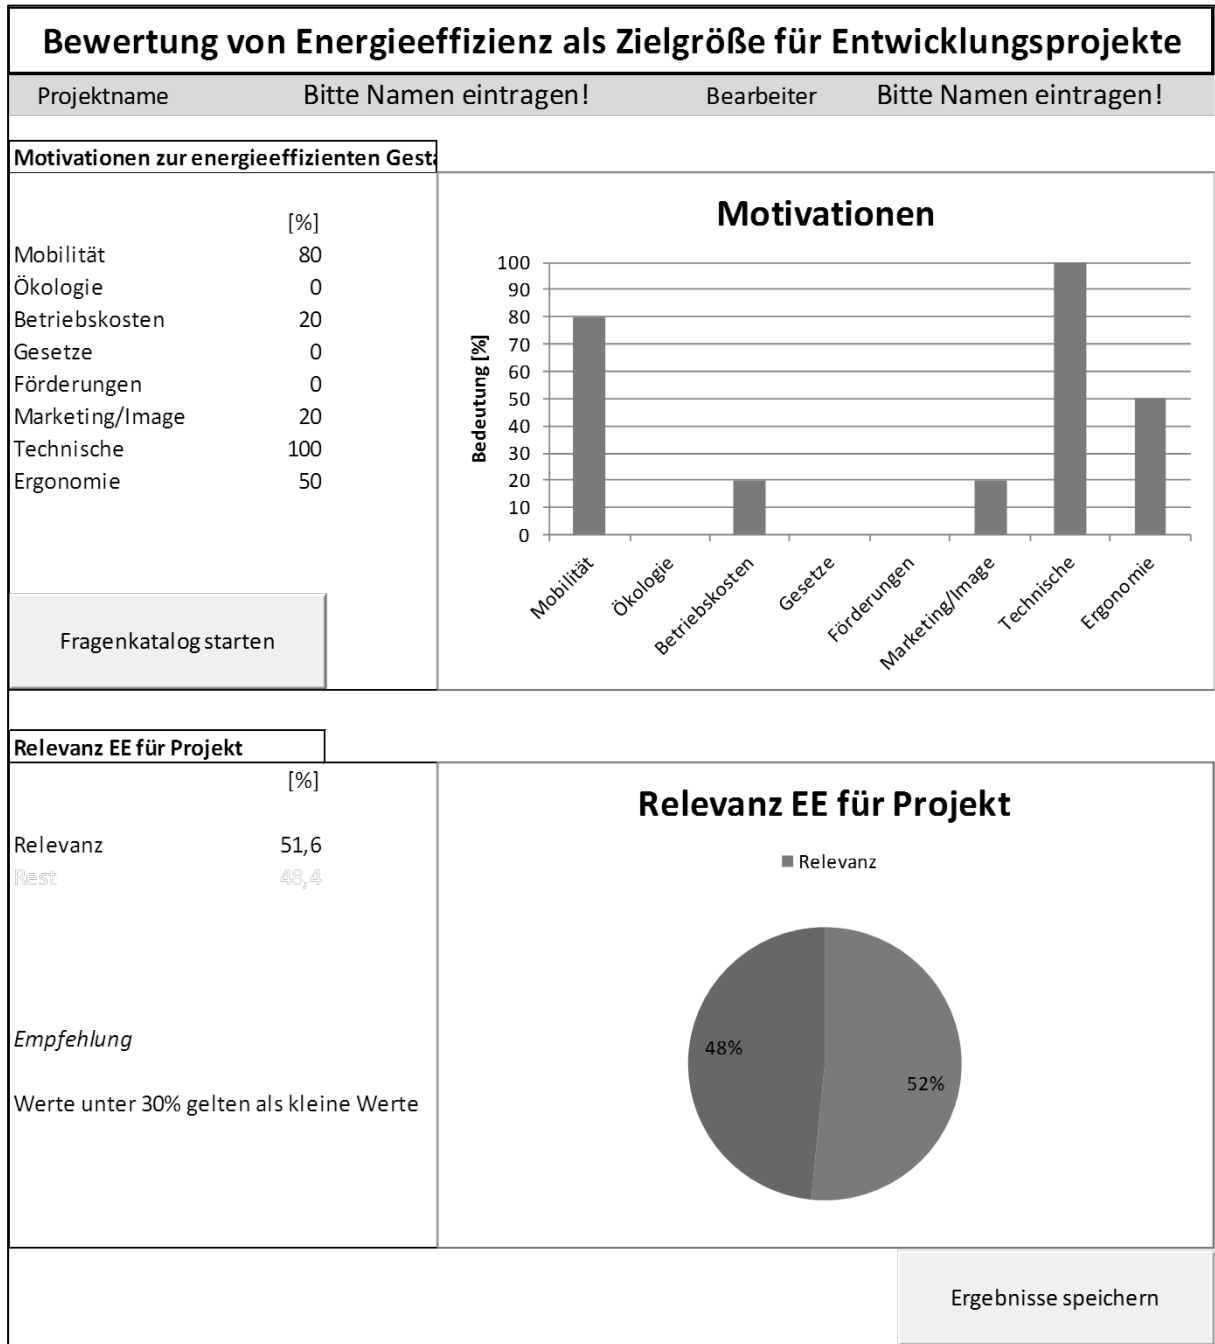 Bewertung von Energieeffizienz als Zielgröße für Entwicklungsprojekte
Projektname Bitte Namen eintragen! Bearbeiter Bitte Namen eintragen!
Motivationen zur energieeffizienten Gesta
[%]
Mobilität 80
Ökologie 0
Betriebskosten 20
Gesetze 0
Förderungen 0
Marketing/Image 20
Technische 100
Ergonomie 50
Fragenkatalog starten
Motivationen
Bedeutung [%]
100
90
80
70
60
50
40
30
20
10
0
Mobilität
Ökologie
Betriebskosten
Gesetze
Förderungen
Marketing/Image
Technische
Ergonomie
Relevanz EE für Projekt
[%]
Relevanz 51,6
Rest 48,4
Empfehlung
Werte unter 30% gelten als kleine Werte
Relevanz EE für Projekt
Relevanz
48%
52%
Ergebnisse speichern